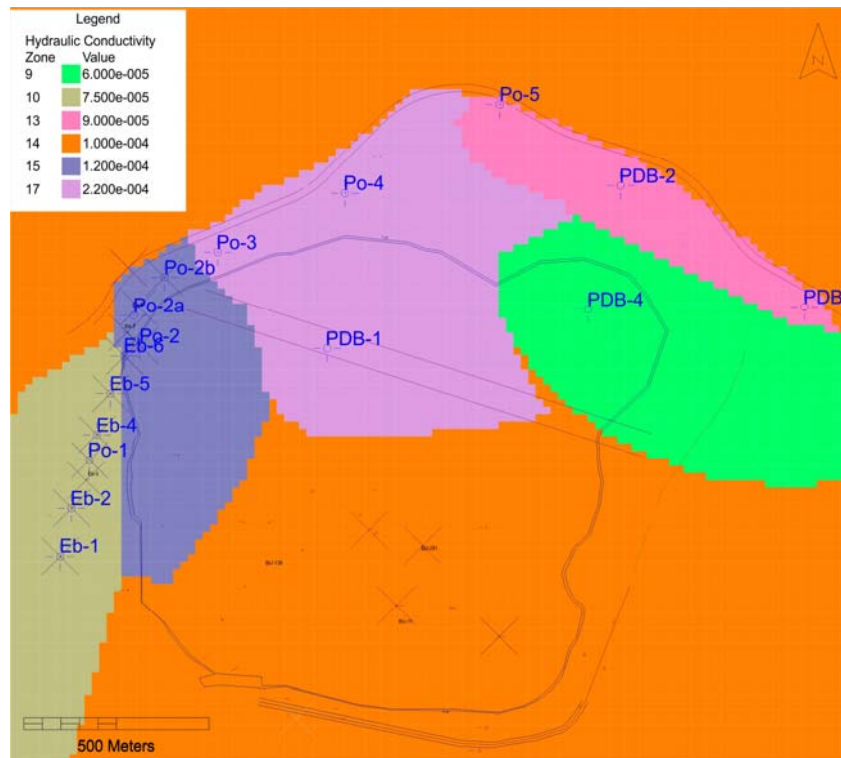 Legend
Hydraulic Conductivity
Zone Value
9 6.000e-005
10 7.500e-005
13 9.000e-005
14 1.000e-004
15 1.200e-004
17 2.200e-004
N
Po-5
PDB-2
Po-4
Po-3
Po-2b
PDB-4
PDB
Po-2a
Po-2
PDB-1
Eb-6
Eb-5
Eb-4
Po-1
Eb-2
Eb-1
500 Meters